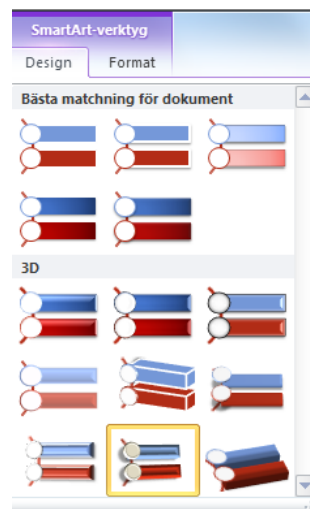 SmartArt-verktyg
Design Format
Bästa matchning för dokument
3D